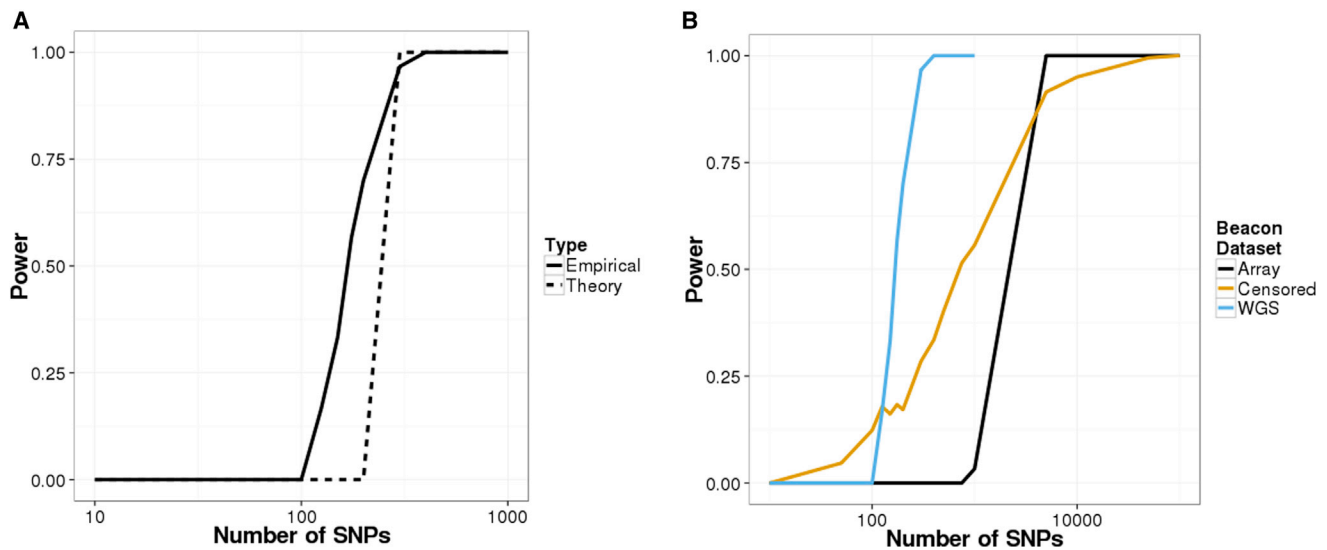 A
1.00
0.75
0.50
0.25
0.00
Power
10
100
1000
Number of SNPs
Type
Empirical
Theory
B
1.00
0.75
0.50
0.25
0.00
Power
100
10000
Number of SNPs
Beacon
Dataset
Array
Censored
WGS